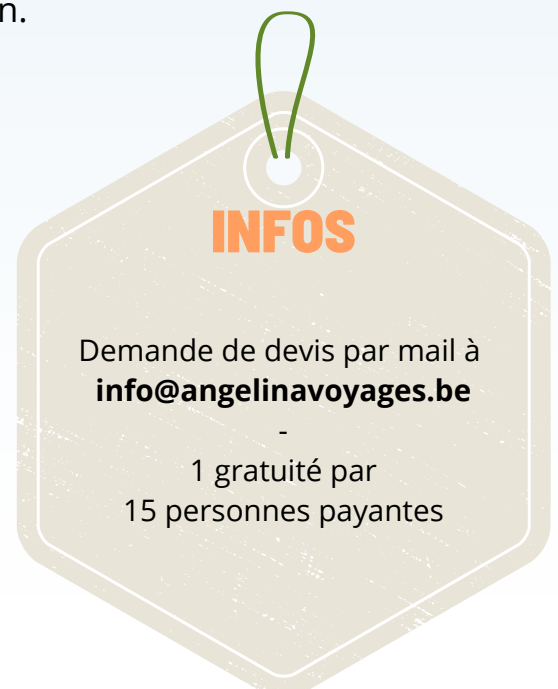 n.
INFOS
Demande de devis par mail à
info@angelinavoyages.be
-
1 gratuité par
15 personnes payantes